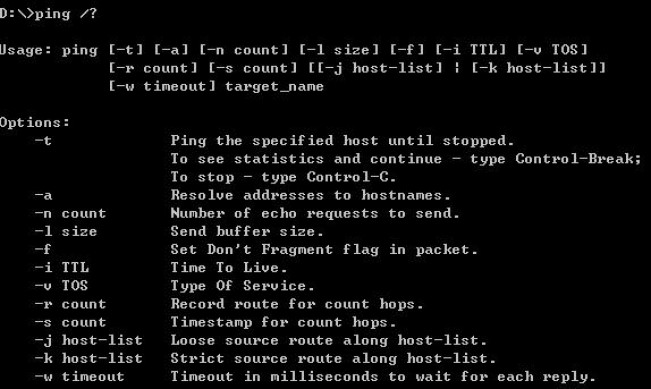 D:\>ping /?
Usage: ping [-t] [-a] [-n count] [-l size] [-f] [-i TTL] [-v TOS]
[-r count] [-s count] [[-j host-list] ¦ [-k host-list]]
[-w timeout] target_name
Options:
-t Ping the specified host until stopped.
To see statistics and continue - type Control-Break;
To stop - type Control-C.
-a Resolve addresses to hostnames.
-n count Number of echo requests to send.
-l size Send buffer size.
-f Set Don't Fragment flag in packet.
-i TTL Time To Live.
-v TOS Type Of Service.
-r count Record route for count hops.
-s count Timestamp for count hops.
-j host-list Loose source route along host-list.
-k host-list Strict source route along host-list.
-w timeout Timeout in milliseconds to wait for each reply.